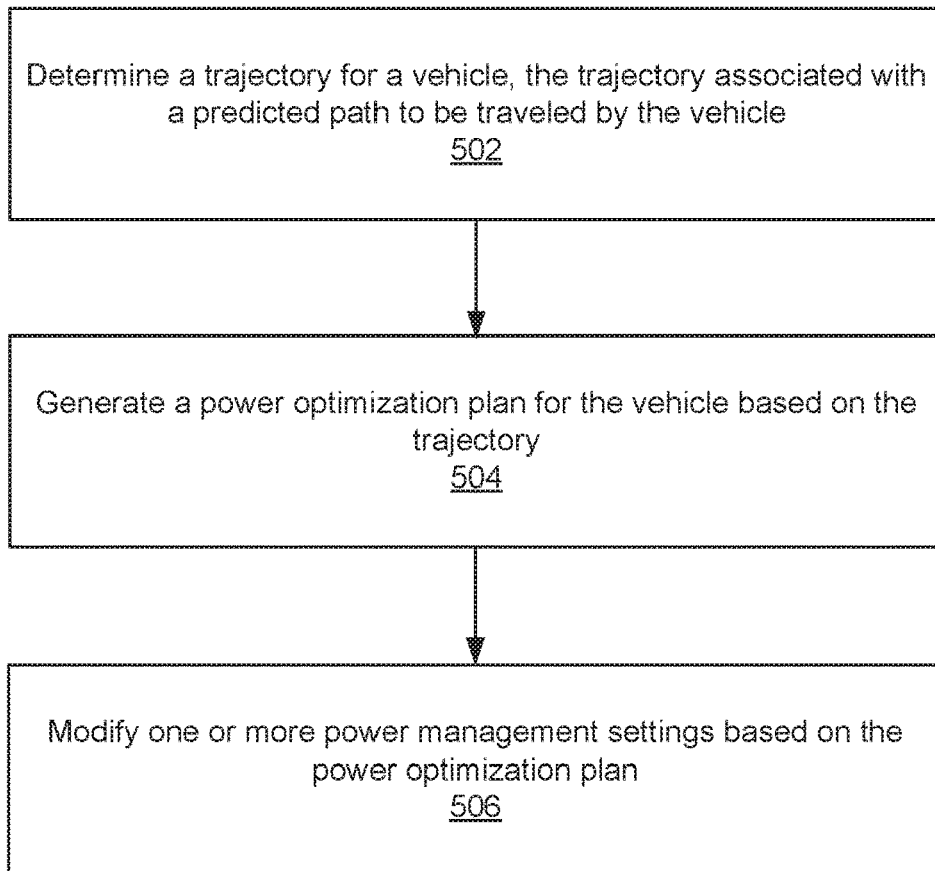 Determine a trajectory for a vehicle, the trajectory associated with
a predicted path to be traveled by the vehicle
502
Generate a power optimization plan for the vehicle based on the
trajectory
504
Modify one or more power management settings based on the
power optimization plan
506